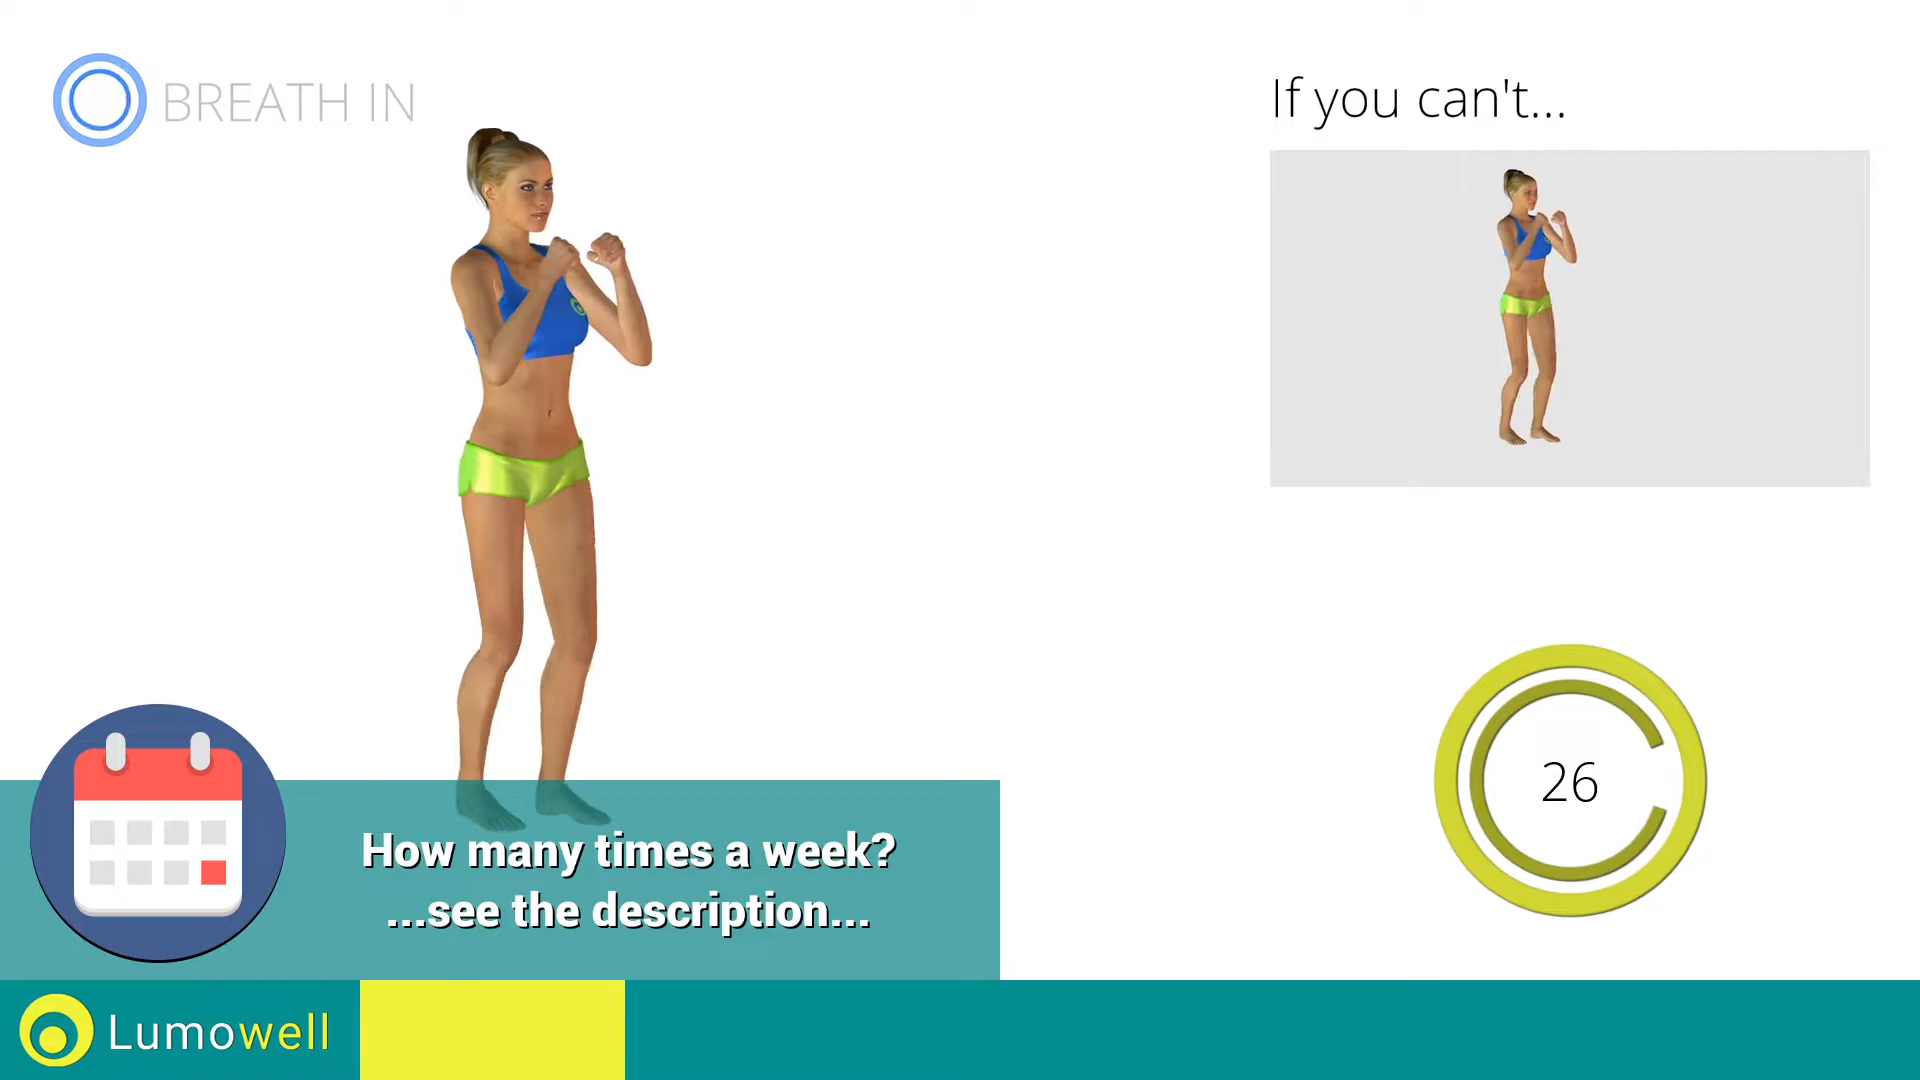 BREATH IN
If you can't...
26
How many times a week?
...see the description...
Lumowell